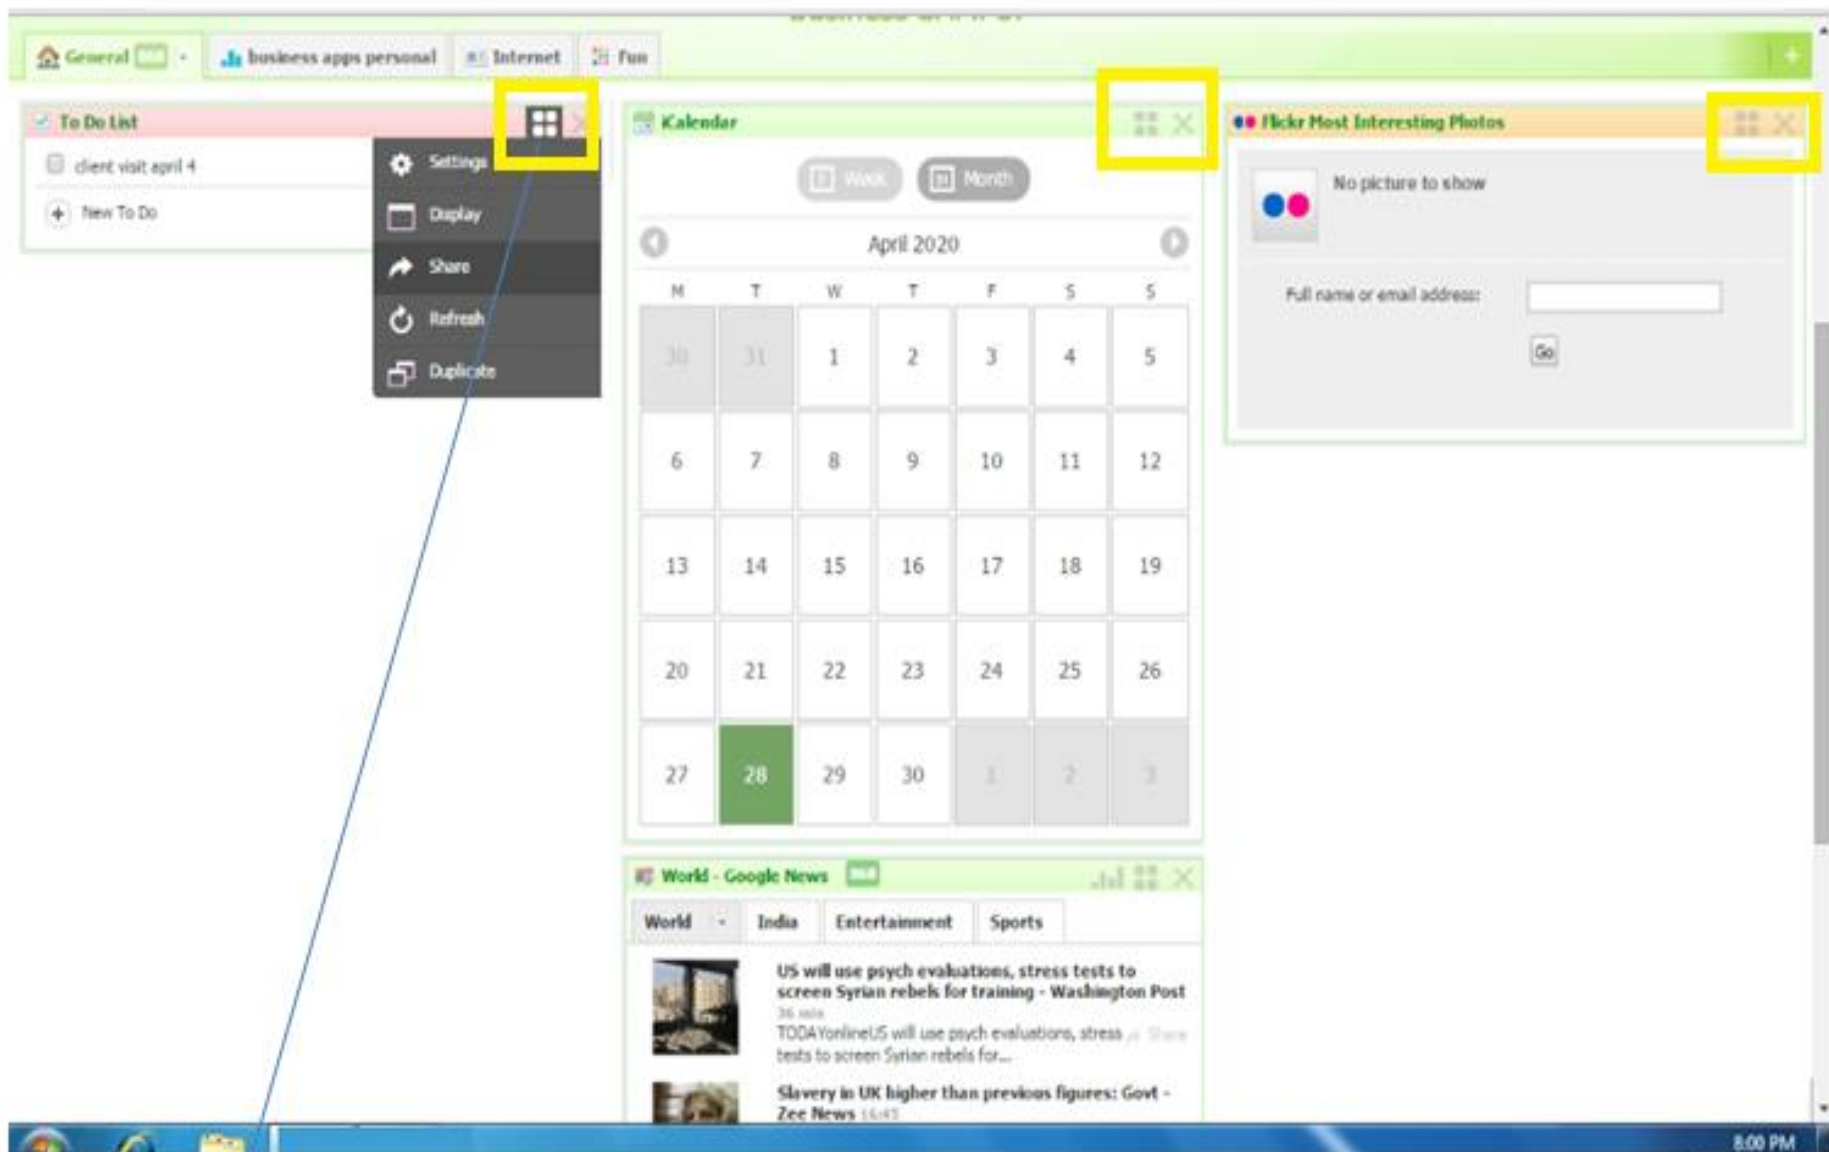 General
business apps personal
Internet
Fun
To Do List
client visit april 4
New To Do
Settings
Display
Share
Refresh
Duplicate
Kalendar
Week
31 Month
April 2020
M T W T F S S
30 31 1 2 3 4 5
6 7 8 9 10 11 12
13 14 15 16 17 18 19
20 21 22 23 24 25 26
27 28 29 30 1 2 3
World - Google News
World India Entertainment Sports
US will use psych evaluations, stress tests to
screen Syrian rebels for training - Washington Post
36 min
TODAYonlineUS will use psych evaluations, stress Share
tests to screen Syrian rebels for...
Slavery in UK higher than previous figures: Govt -
Zee News 16:45
Flickr Most Interesting Photos
No picture to show
Full name or email address:
Go
8:00 PM